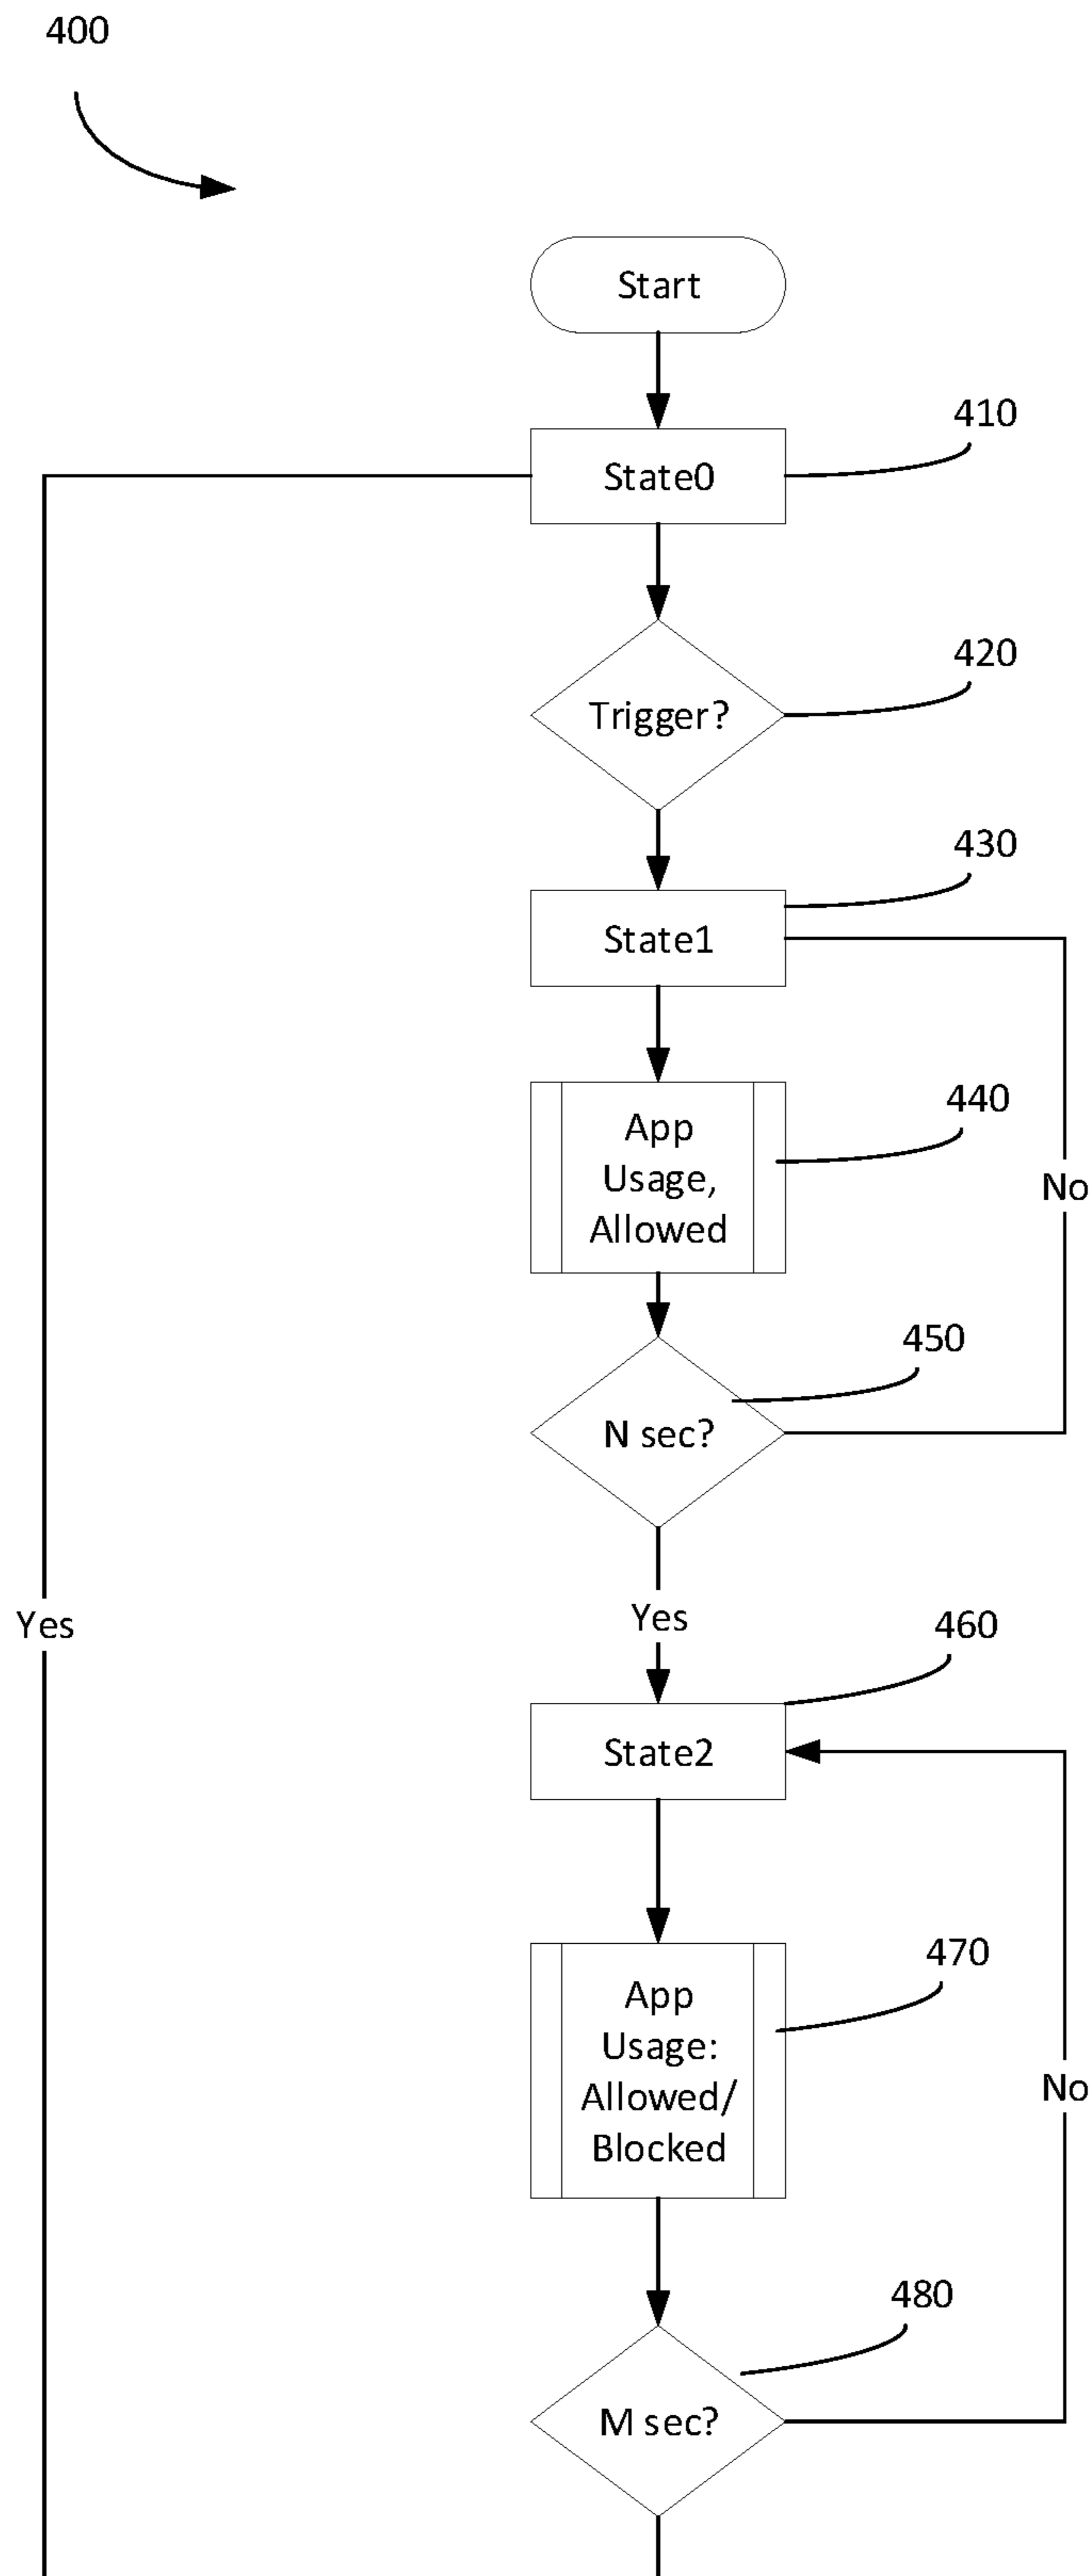 400
Start
410
State0
420
Trigger?
430
State1
440
App
Usage,
Allowed
No
450
N sec?
Yes
Yes
460
State2
470
App
Usage:
Allowed/
Blocked
No
480
M sec?